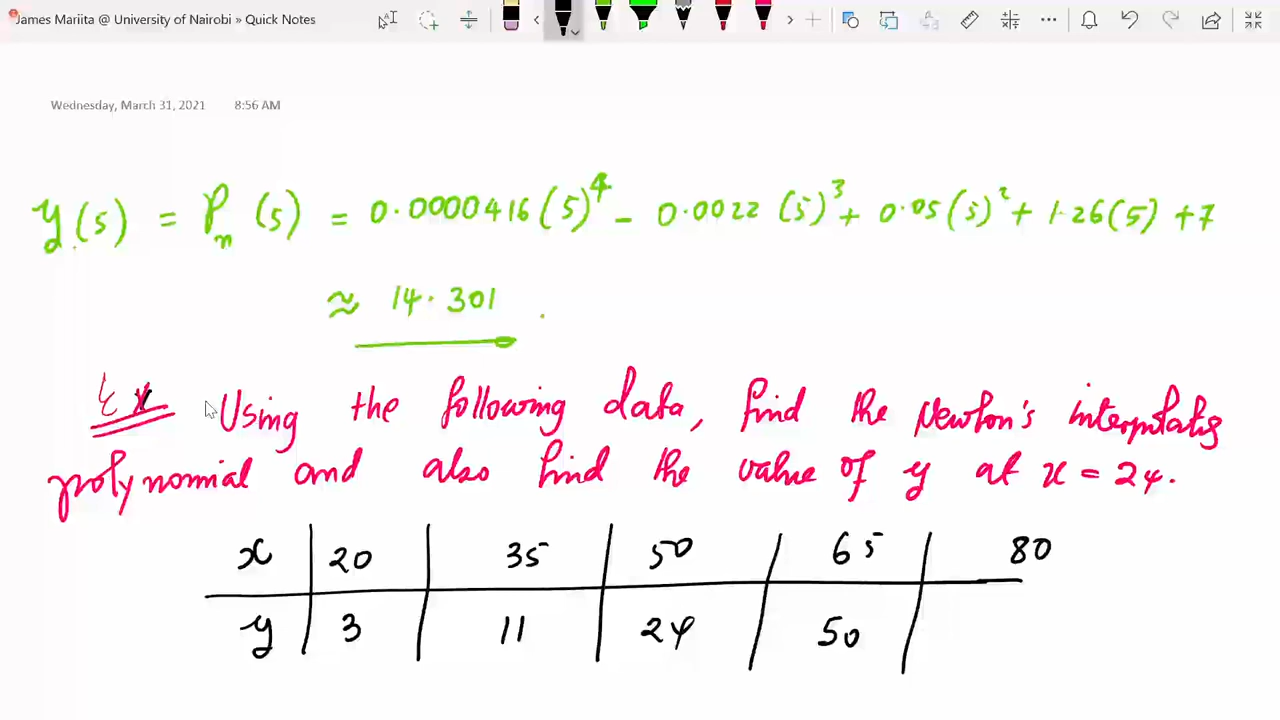 James Mariita @ University of Nairobi » Quick Notes
Wednesday, March 31, 2021 8:56 AM
y(5) = Pₙ(5) = 0.0000416(5)⁴ - 0.0022(5)³ + 0.05(5)² + 1.26(5) + 7
≈ 14.301.
Ex Using the following data, find the Newton's interpolating
polynomial and also find the value of y at x = 24.
x 20 35 50 65 80
y 3 11 24 50